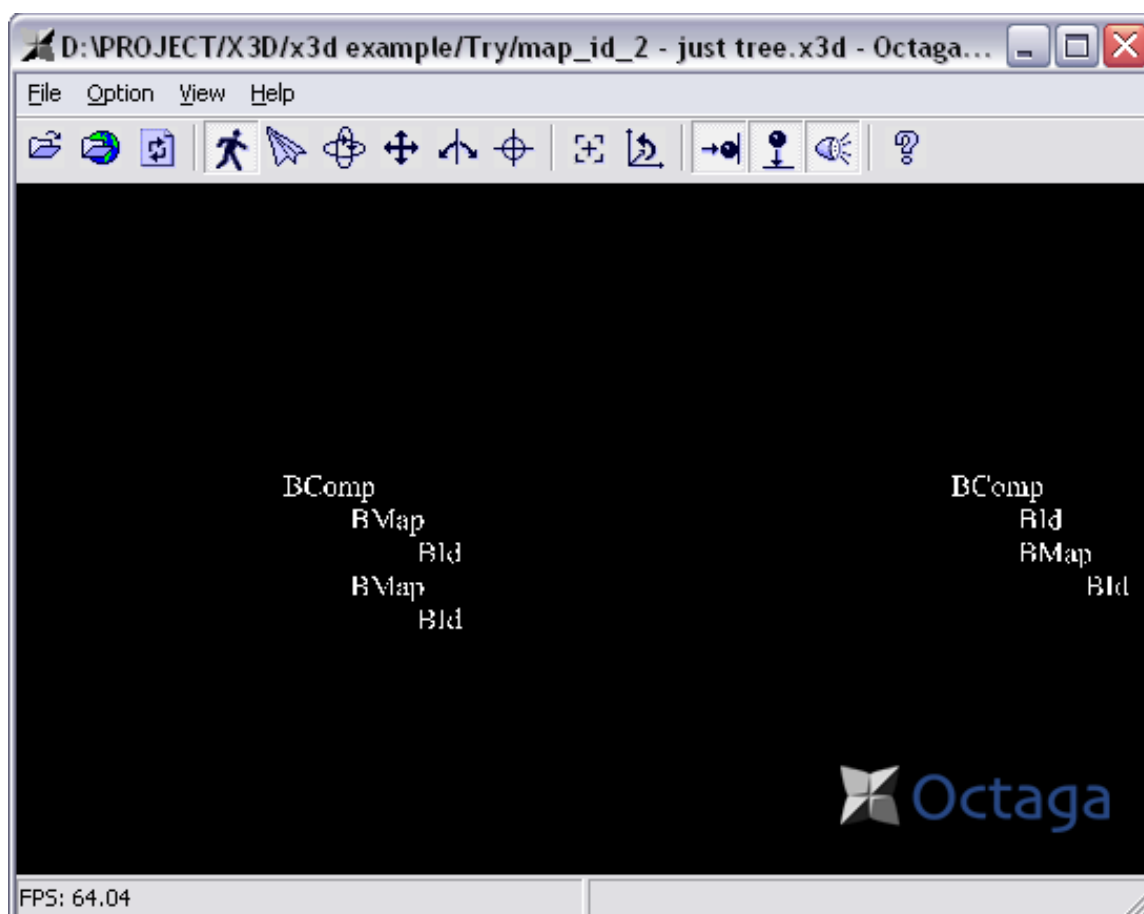 D:\PROJECT/X3D/x3d example/Try/map_id_2 - just tree.x3d - Octaga...
File Option View Help
BComp
BMap
BId
BMap
BId
BComp
BId
BMap
BId
Octaga
FPS: 64.04